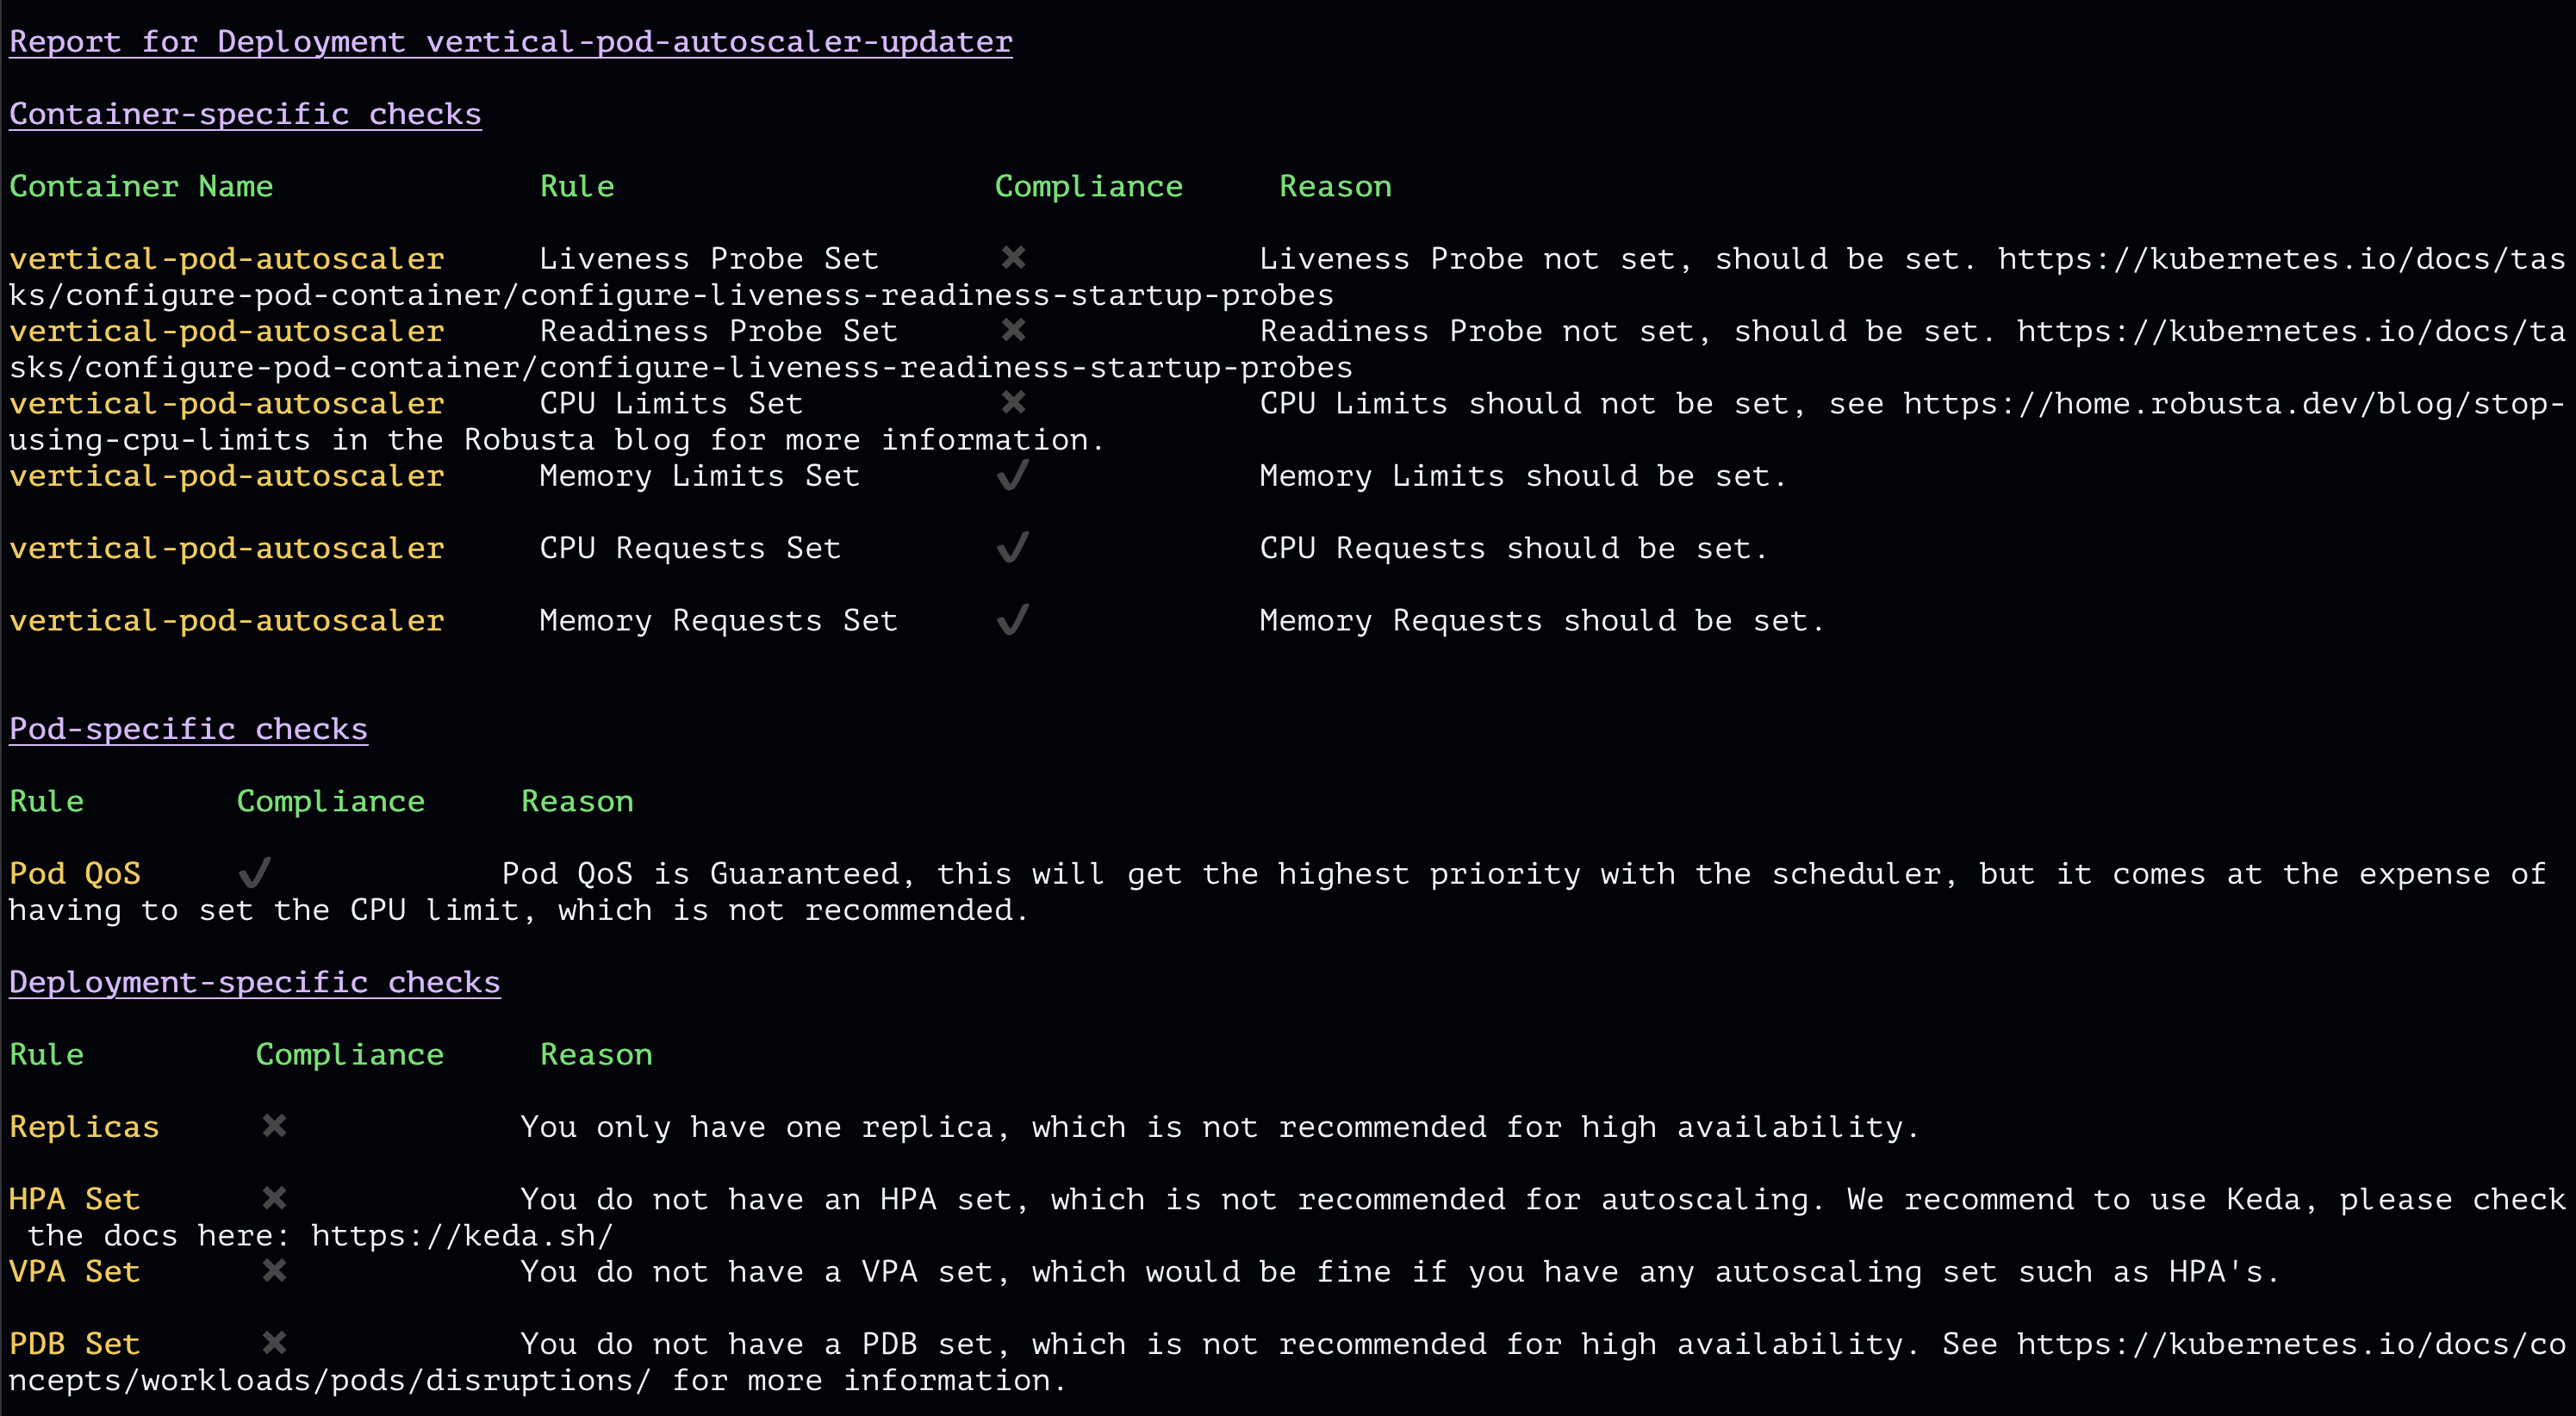 Report for Deployment vertical-pod-autoscaler-updater
Container-specific checks
Container Name Rule Compliance Reason
vertical-pod-autoscaler Liveness Probe Set ✖ Liveness Probe not set, should be set. https://kubernetes.io/docs/tas
ks/configure-pod-container/configure-liveness-readiness-startup-probes
vertical-pod-autoscaler Readiness Probe Set ✖ Readiness Probe not set, should be set. https://kubernetes.io/docs/ta
sks/configure-pod-container/configure-liveness-readiness-startup-probes
vertical-pod-autoscaler CPU Limits Set ✖ CPU Limits should not be set, see https://home.robusta.dev/blog/stop-
using-cpu-limits in the Robusta blog for more information.
vertical-pod-autoscaler Memory Limits Set ✔ Memory Limits should be set.
vertical-pod-autoscaler CPU Requests Set ✔ CPU Requests should be set.
vertical-pod-autoscaler Memory Requests Set ✔ Memory Requests should be set.
Pod-specific checks
Rule Compliance Reason
Pod QoS ✔ Pod QoS is Guaranteed, this will get the highest priority with the scheduler, but it comes at the expense of
having to set the CPU limit, which is not recommended.
Deployment-specific checks
Rule Compliance Reason
Replicas ✖ You only have one replica, which is not recommended for high availability.
HPA Set ✖ You do not have an HPA set, which is not recommended for autoscaling. We recommend to use Keda, please check
the docs here: https://keda.sh/
VPA Set ✖ You do not have a VPA set, which would be fine if you have any autoscaling set such as HPA's.
PDB Set ✖ You do not have a PDB set, which is not recommended for high availability. See https://kubernetes.io/docs/co
ncepts/workloads/pods/disruptions/ for more information.